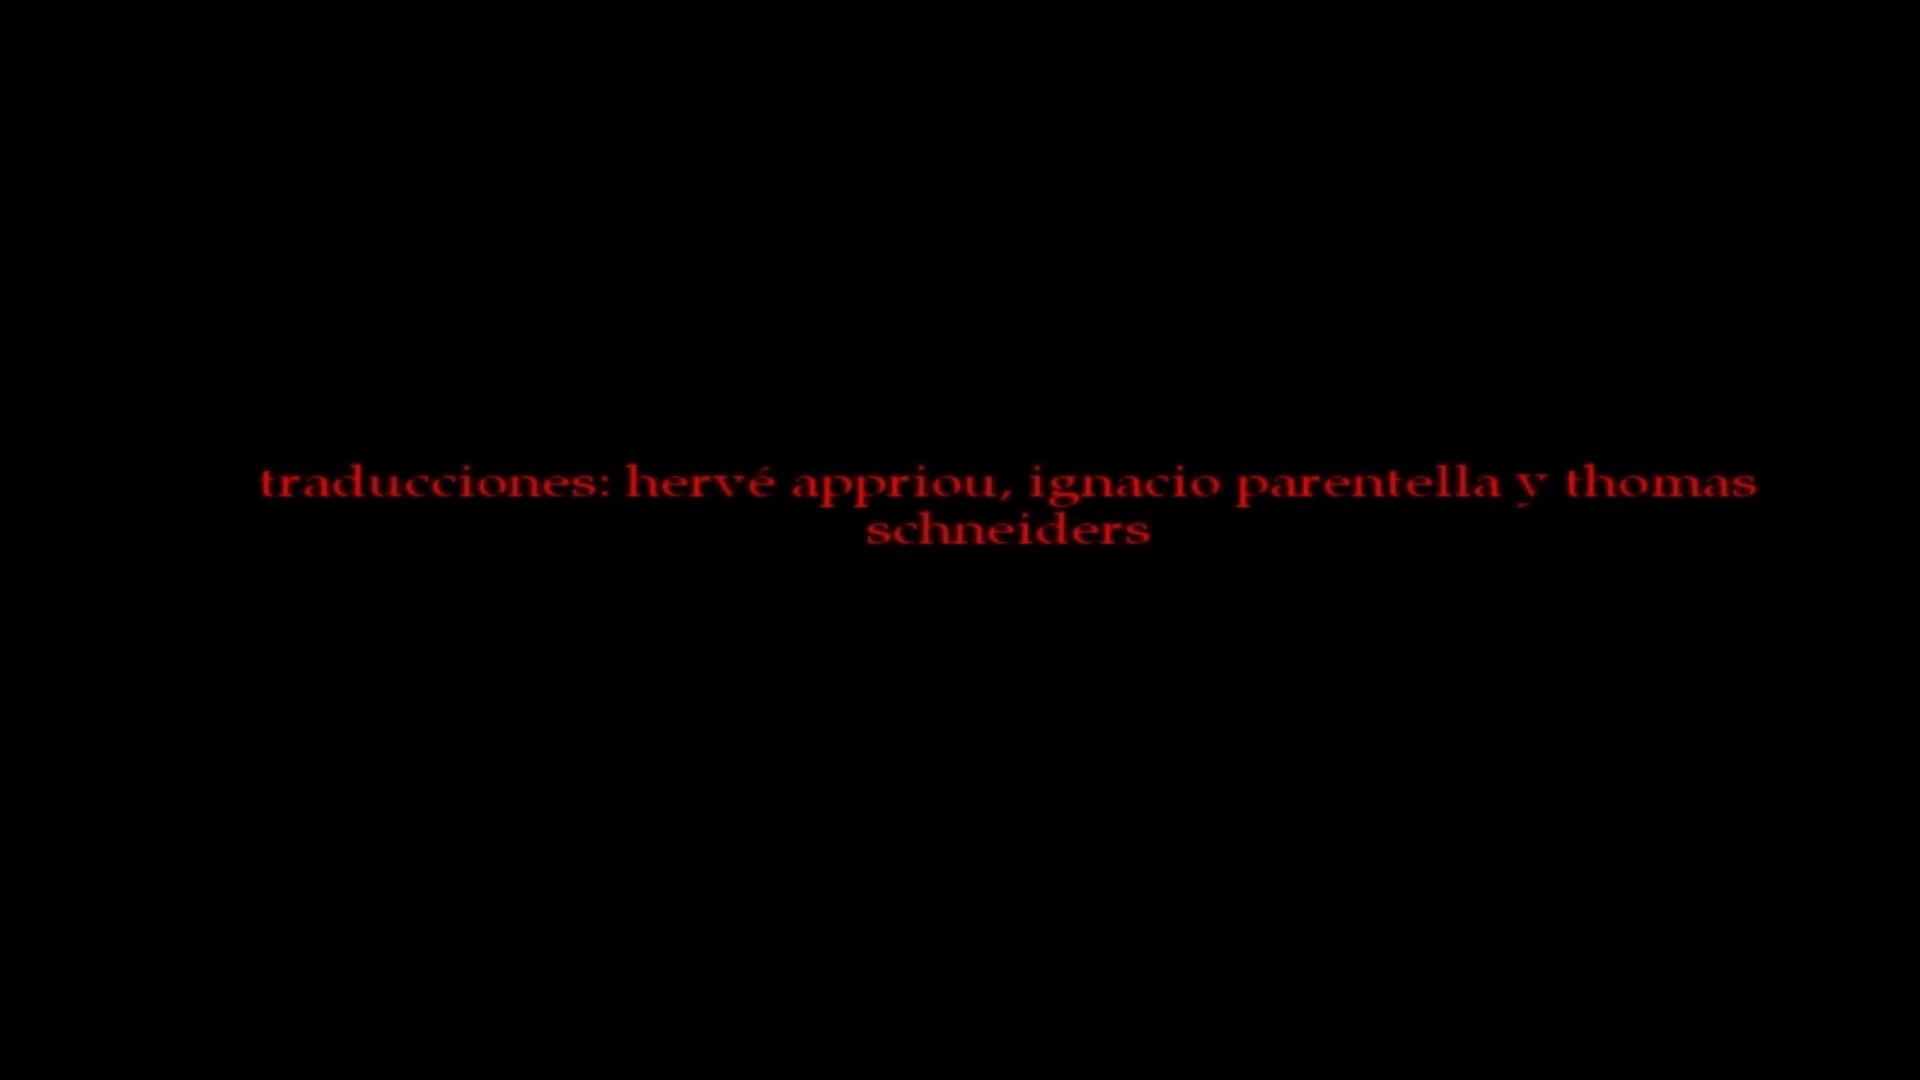 traducciones: hervé appriou, ignacio parentella y thomas
schneiders